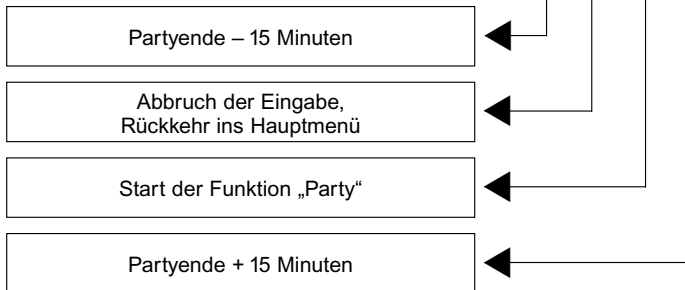 Partyende – 15 Minuten
Abbruch der Eingabe,
Rückkehr ins Hauptmenü
Start der Funktion „Party“
Partyende + 15 Minuten